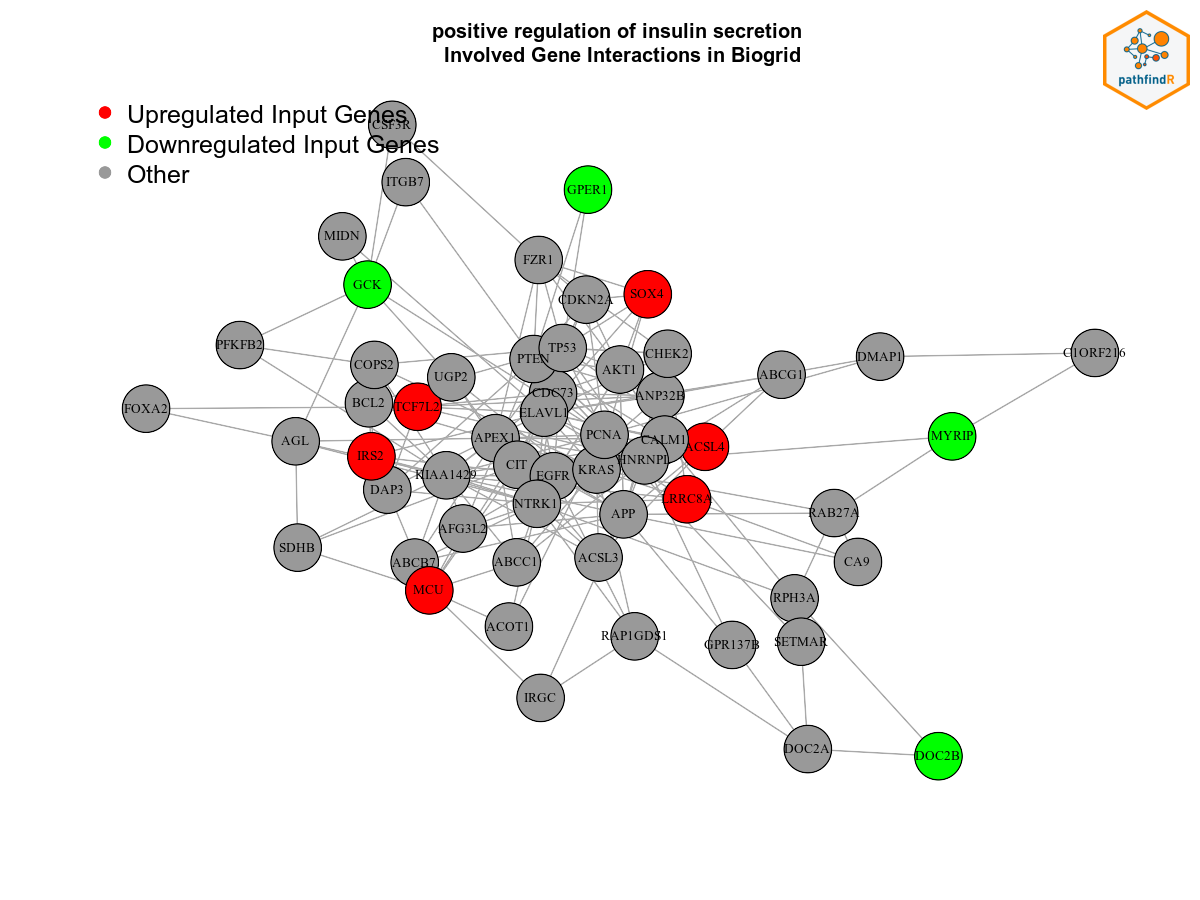 positive regulation of insulin secretion
Involved Gene Interactions in Biogrid
pathfindR
Upregulated Input Genes
Downregulated Input Genes
Other
CSF3R
ITGB7
GPER1
MIDN
FZR1
GCK
CDKN2A
SOX4
PFKFB2
COPS2
UGP2
PTEN
TP53
AKT1
CHEK2
ABCG1
DMAP1
C1ORF216
FOXA2
BCL2
TCF7L2
CDC73
ELAVL1
ANP32B
AGL
IRS2
APEX1
PCNA
CALM1
ACSL4
MYRIP
DAP3
KIAA1429
CIT
EGFR
KRAS
HNRNPL
NTRK1
APP
LRRC8A
RAB27A
SDHB
AFG3L2
ABCB7
ABCC1
ACSL3
CA9
MCU
ACOT1
RAP1GDS1
GPR137B
RPH3A
SETMAR
IRGC
DOC2A
DOC2B